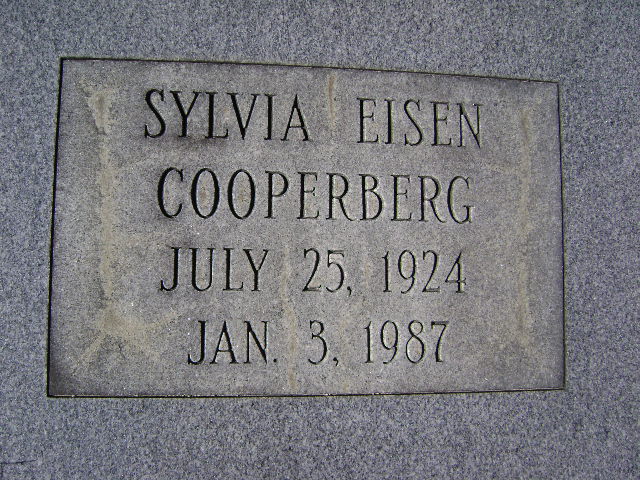 SYLVIA EISEN
COOPERBERG
JULY 25, 1924
JAN. 3, 1987